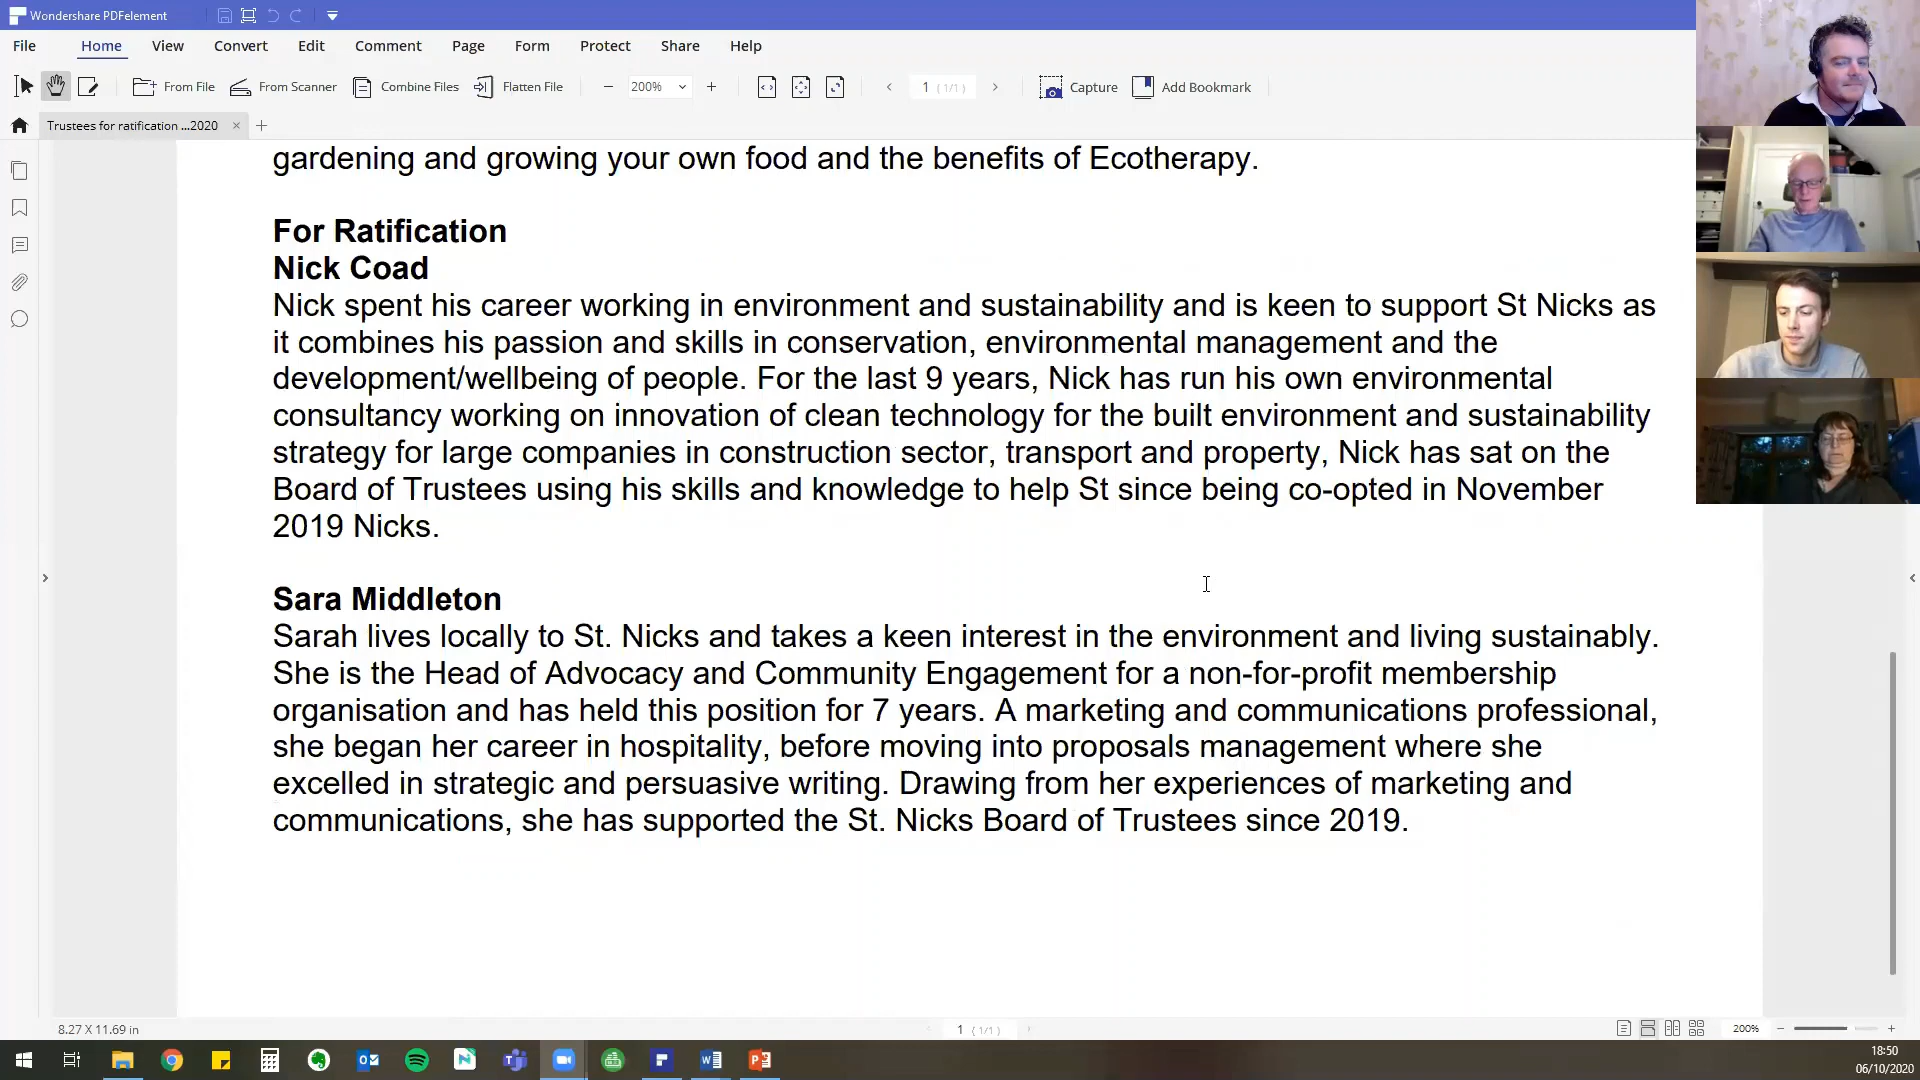 Wondershare PDFelement
File Home View Convert Edit Comment Page Form Protect Share Help
From File From Scanner Combine Files Flatten File 200% 1 (1/1) Capture Add Bookmark
Trustees for ratification ...2020
gardening and growing your own food and the benefits of Ecotherapy.
For Ratification
Nick Coad
Nick spent his career working in environment and sustainability and is keen to support St Nicks as
it combines his passion and skills in conservation, environmental management and the
development/wellbeing of people. For the last 9 years, Nick has run his own environmental
consultancy working on innovation of clean technology for the built environment and sustainability
strategy for large companies in construction sector, transport and property, Nick has sat on the
Board of Trustees using his skills and knowledge to help St since being co-opted in November
2019 Nicks.
Sara Middleton
Sarah lives locally to St. Nicks and takes a keen interest in the environment and living sustainably.
She is the Head of Advocacy and Community Engagement for a non-for-profit membership
organisation and has held this position for 7 years. A marketing and communications professional,
she began her career in hospitality, before moving into proposals management where she
excelled in strategic and persuasive writing. Drawing from her experiences of marketing and
communications, she has supported the St. Nicks Board of Trustees since 2019.
8.27 X 11.69 in 1 (1/1) 200%
18:50
06/10/2020